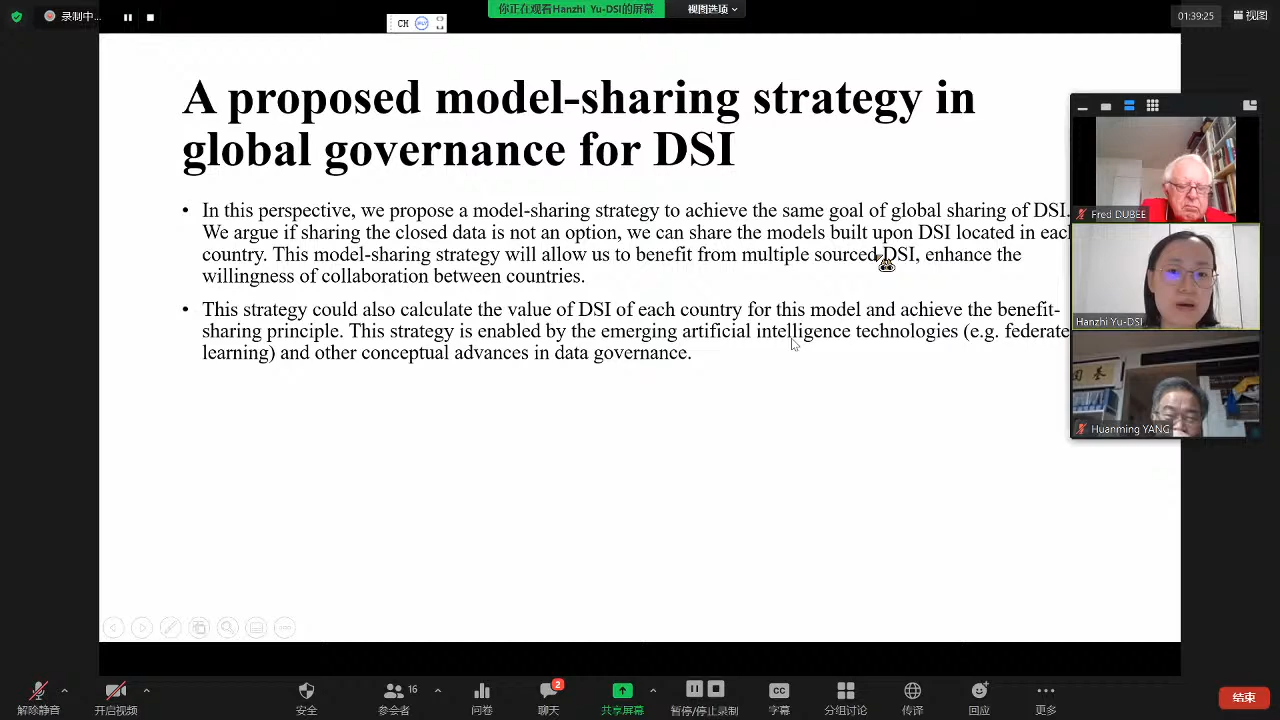 录制中...
CH
你正在观看Hanzhi Yu-DSI的屏幕
视图选项
01:39:25
视图
A proposed model-sharing strategy in
global governance for DSI
• In this perspective, we propose a model-sharing strategy to achieve the same goal of global sharing of DSI.
We argue if sharing the closed data is not an option, we can share the models built upon DSI located in each
country. This model-sharing strategy will allow us to benefit from multiple sourced DSI, enhance the
willingness of collaboration between countries.
• This strategy could also calculate the value of DSI of each country for this model and achieve the benefit-
sharing principle. This strategy is enabled by the emerging artificial intelligence technologies (e.g. federate
learning) and other conceptual advances in data governance.
Fred DUBEE
Hanzhi Yu-DSI
Huanming YANG
解除静音
开启视频
安全
16
参会者
问卷
2
聊天
共享屏幕
暂停/停止录制
CC
字幕
分组讨论
传译
回应
更多
结束